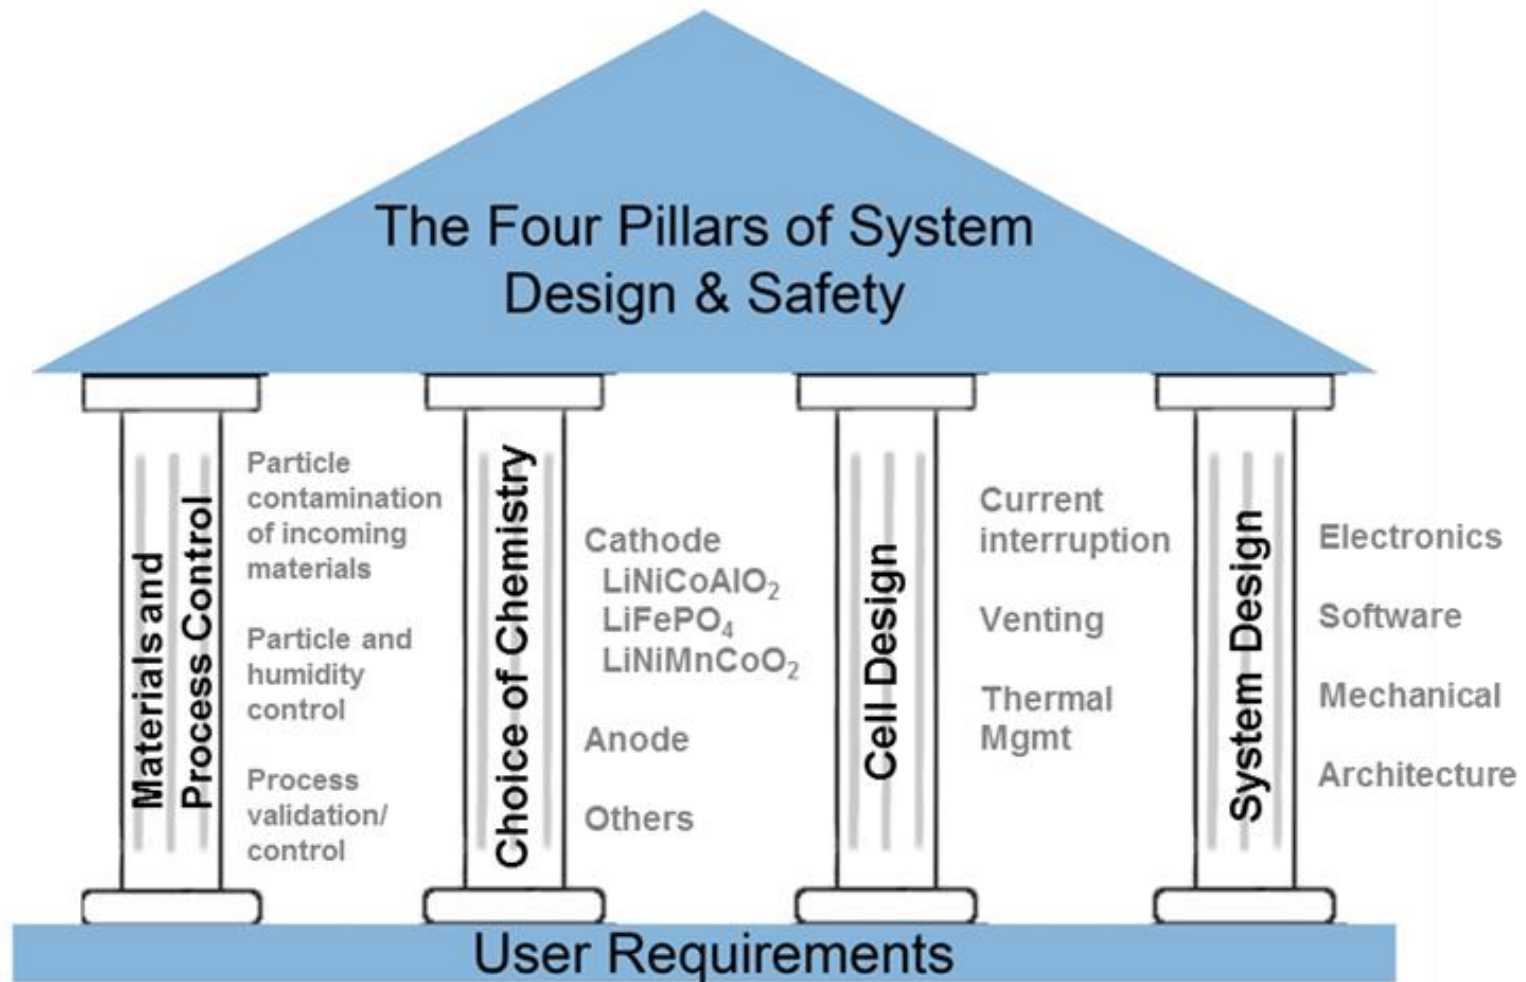 The Four Pillars of System
Design & Safety
Materials and
Process Control
Particle
contamination
of incoming
materials
Particle and
humidity
control
Process
validation/
control
Choice of Chemistry
Cathode
LiNiCoAlO₂
LiFePO₄
LiNiMnCoO₂
Anode
Others
Cell Design
Current
interruption
Venting
Thermal
Mgmt
System Design
Electronics
Software
Mechanical
Architecture
User Requirements